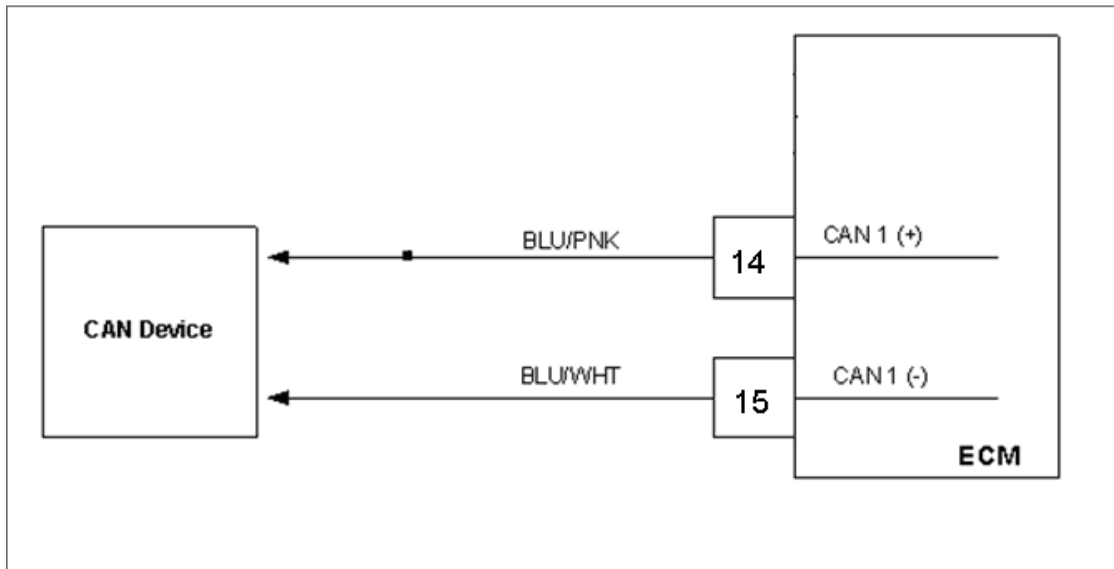 BLU/PNK
14
CAN 1 (+)
CAN Device
BLU/WHT
15
CAN 1 (-)
ECM